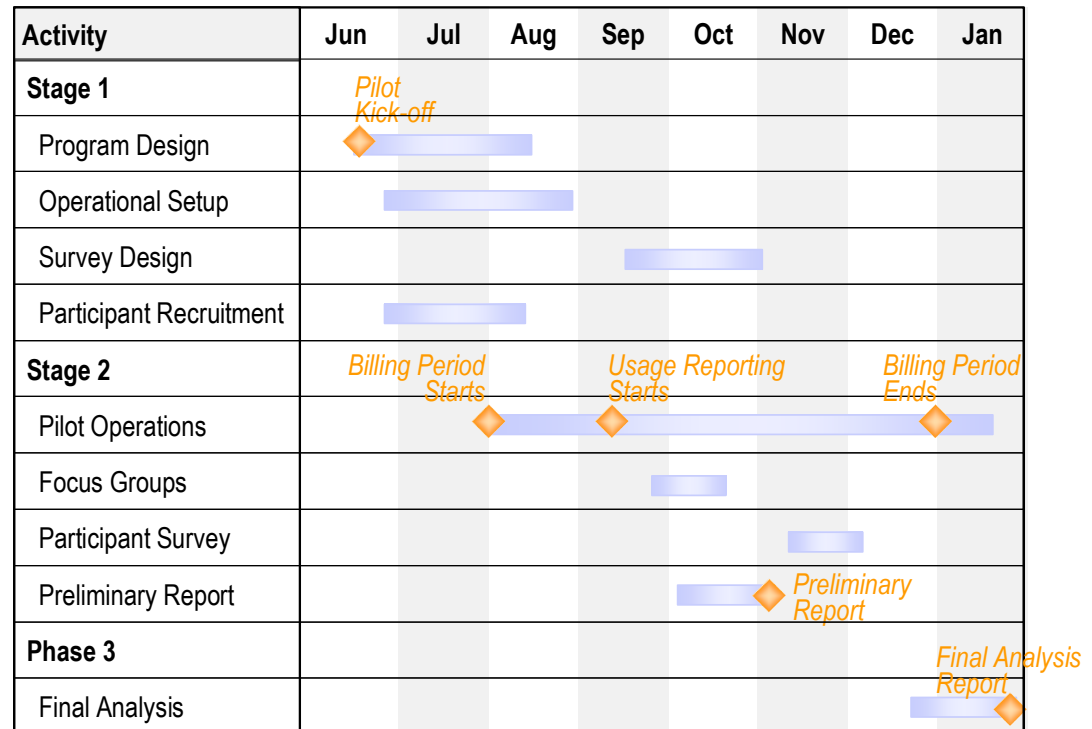 Activity Jun Jul Aug Sep Oct Nov Dec Jan
Stage 1
Pilot
Kick-off
Program Design
Operational Setup
Survey Design
Participant Recruitment
Stage 2
Billing Period
Starts
Usage Reporting
Starts
Billing Period
Ends
Pilot Operations
Focus Groups
Participant Survey
Preliminary Report
Preliminary
Report
Phase 3
Final Analysis
Report
Final Analysis